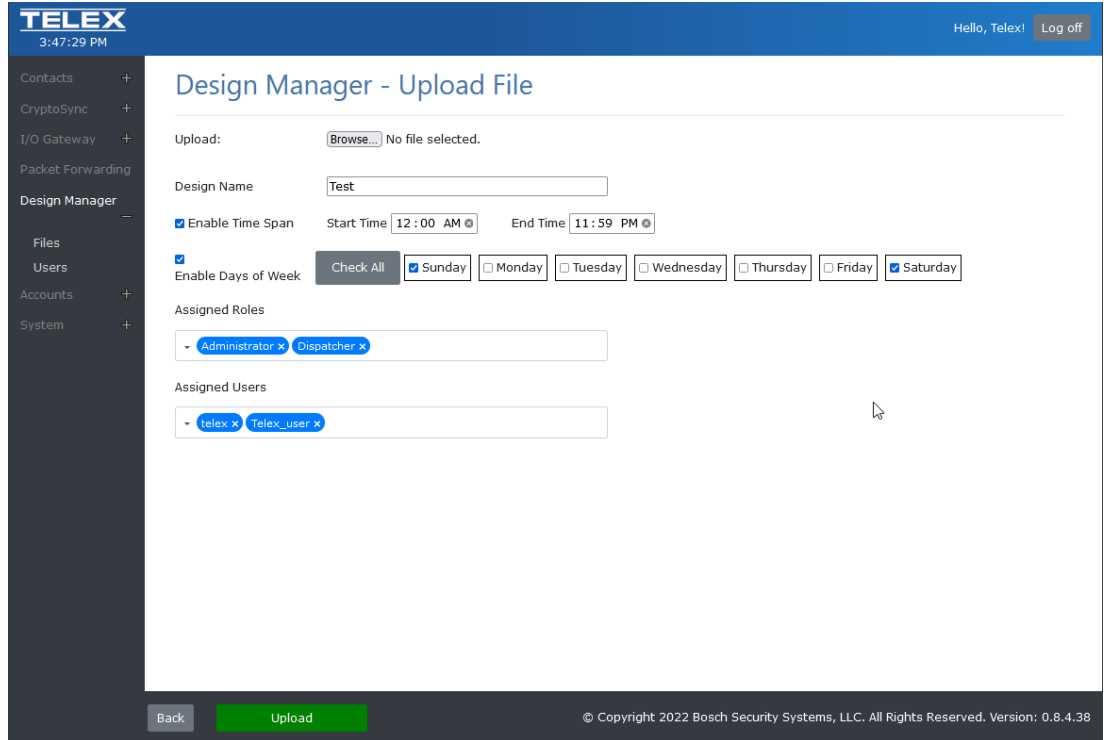 TELEX
3:47:29 PM
Hello, Telex! Log off
Contacts +
CryptoSync +
I/O Gateway +
Packet Forwarding
Design Manager —
Files
Users
Accounts +
System +
Design Manager - Upload File
Upload: Browse... No file selected.
Design Name Test
Enable Time Span Start Time 12:00 AM End Time 11:59 PM
Enable Days of Week Check All Sunday Monday Tuesday Wednesday Thursday Friday Saturday
Assigned Roles
Administrator × Dispatcher ×
Assigned Users
telex × Telex_user ×
Back Upload © Copyright 2022 Bosch Security Systems, LLC. All Rights Reserved. Version: 0.8.4.38